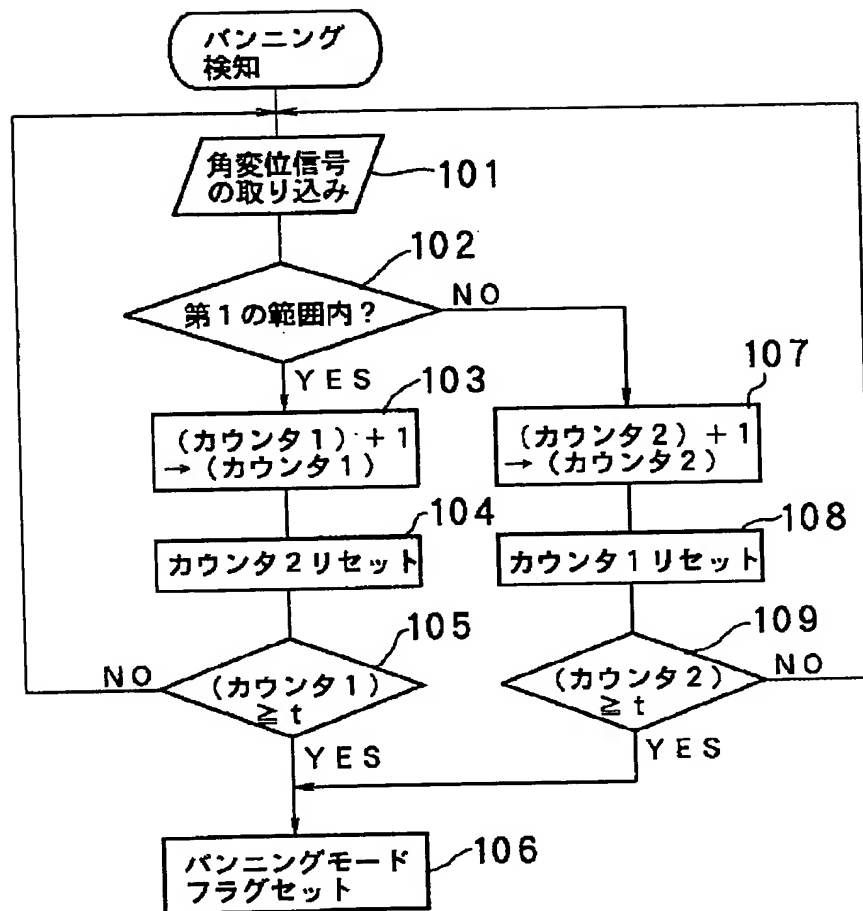 パンニング
検知
角変位信号
の取り込み
101
102
第1の範囲内？
NO
YES
103
(カウンタ1)+1
→(カウンタ1)
107
(カウンタ2)+1
→(カウンタ2)
104
カウンタ2リセット
108
カウンタ1リセット
105
NO
(カウンタ1)
≧t
YES
109
(カウンタ2)
≧t
NO
YES
パンニングモード
フラグセット
106